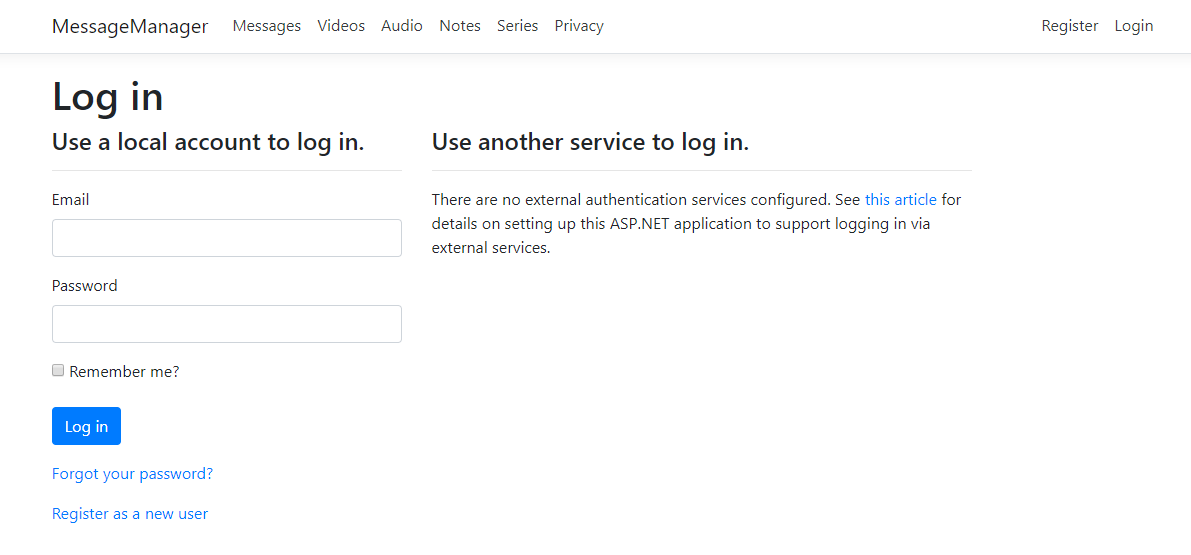 MessageManager Messages Videos Audio Notes Series Privacy Register Login
Log in
Use a local account to log in.
Email
Password
Remember me?
Log in
Forgot your password?
Register as a new user
Use another service to log in.
There are no external authentication services configured. See this article for
details on setting up this ASP.NET application to support logging in via
external services.